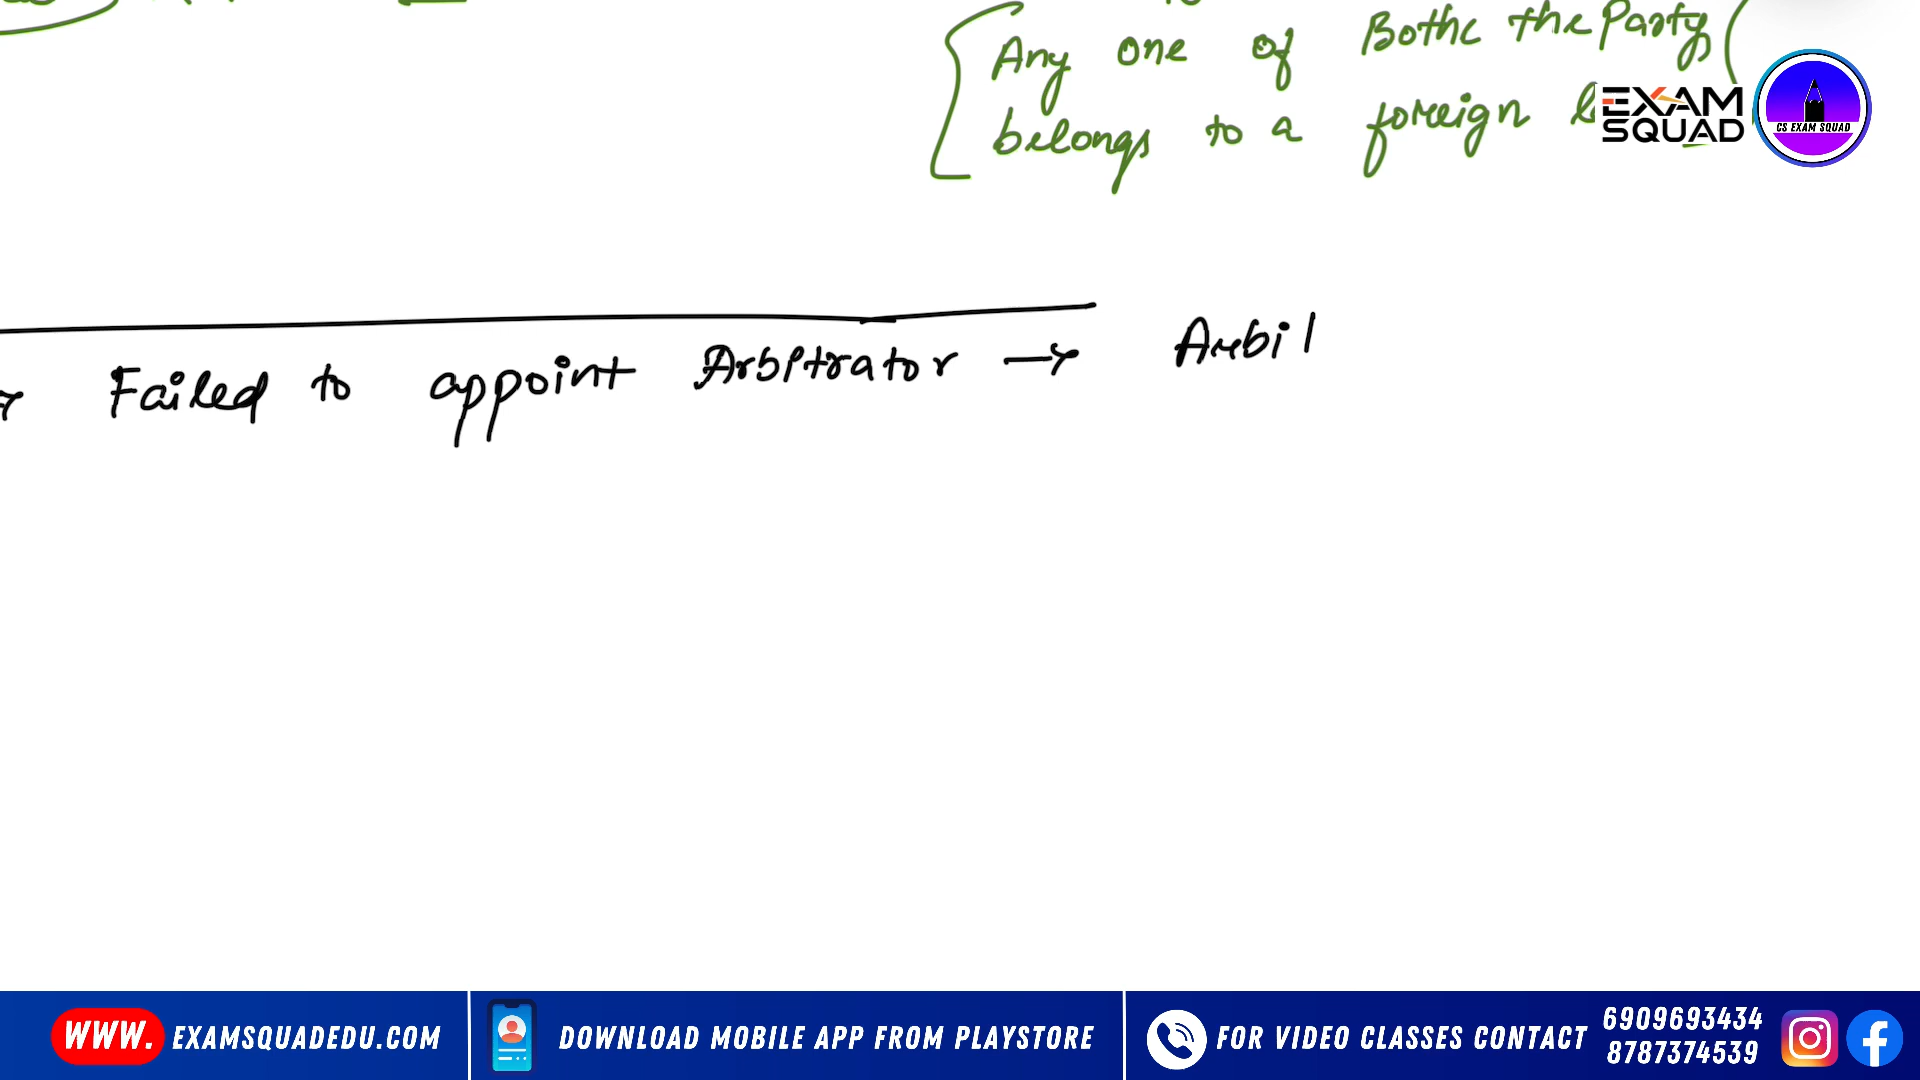 Any one of Bothe the Party
belongs to a foreign
EXAM
SQUAD
CS EXAM SQUAD
Failed to appoint Arbitrator → Arbil
WWW. EXAMSQUADEDU.COM
DOWNLOAD MOBILE APP FROM PLAYSTORE
FOR VIDEO CLASSES CONTACT
6909693434
8787374539